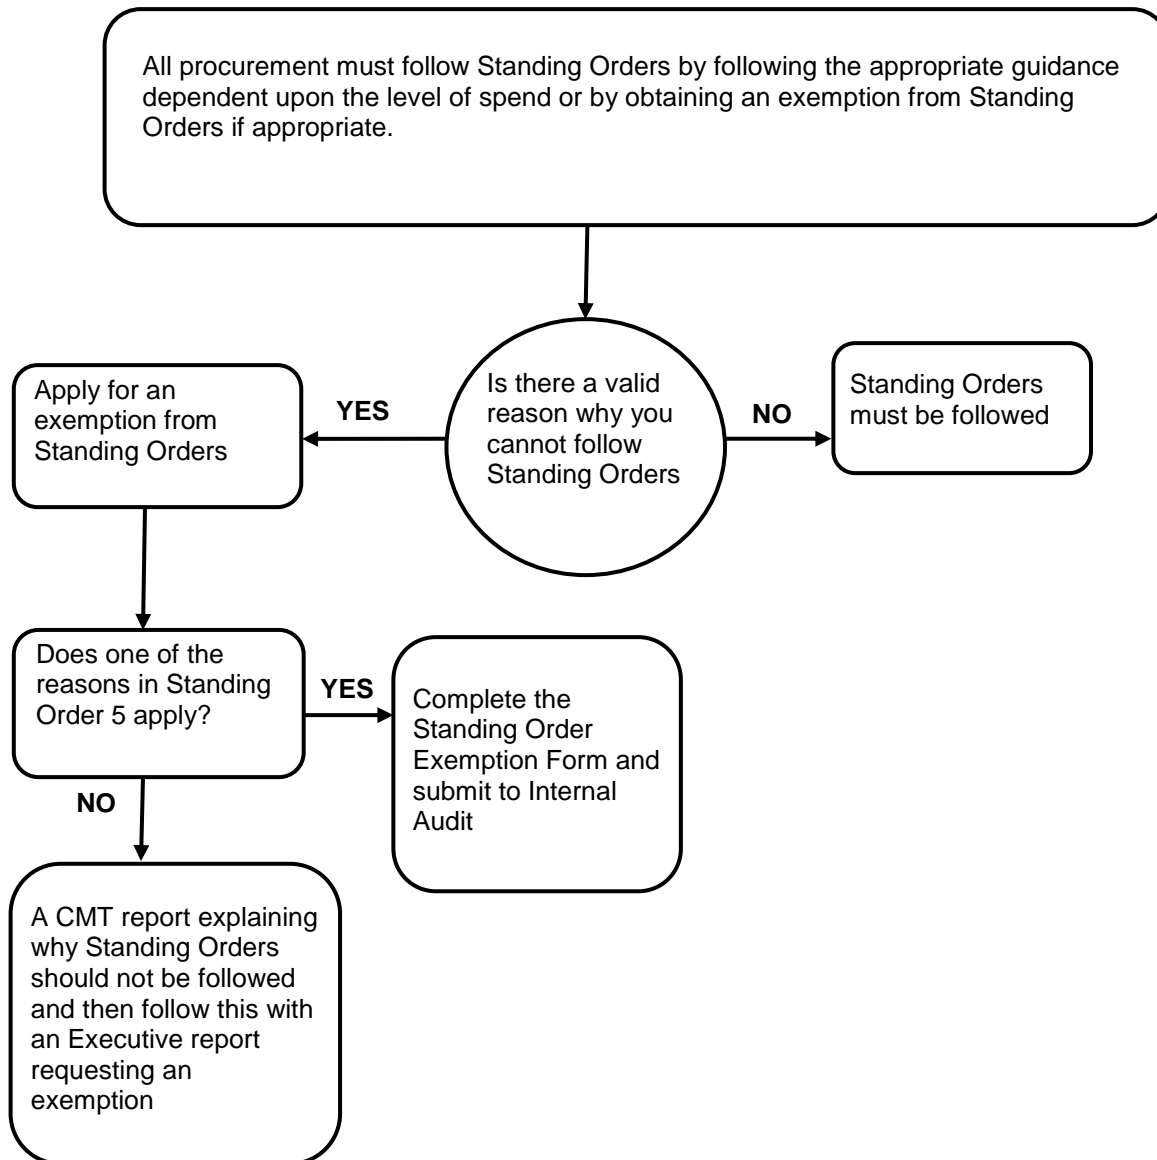 All procurement must follow Standing Orders by following the appropriate guidance
dependent upon the level of spend or by obtaining an exemption from Standing
Orders if appropriate.
Apply for an
exemption from
Standing Orders
YES
Is there a valid
reason why you
cannot follow
Standing Orders
NO
Standing Orders
must be followed
Does one of the
reasons in Standing
Order 5 apply?
YES
Complete the
Standing Order
Exemption Form and
submit to Internal
Audit
NO
A CMT report explaining
why Standing Orders
should not be followed
and then follow this with
an Executive report
requesting an
exemption